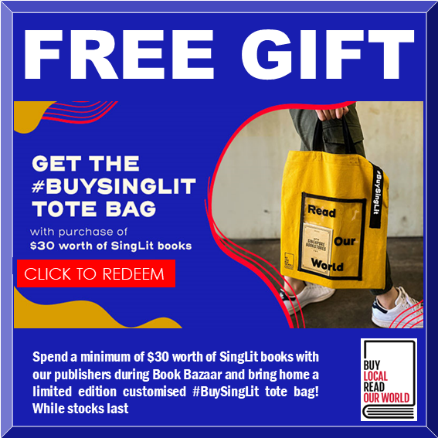 FREE GIFT
GET THE
#BUYSINGLIT
TOTE BAG
with purchase of
$30 worth of SingLit books
CLICK TO REDEEM
#BuySingLit
Read
Our
World
Spend a minimum of $30 worth of SingLit books with
our publishers during Book Bazaar and bring home a
limited edition customised #BuySingLit tote bag!
While stocks last
BUY
LOCAL
READ
OUR WORLD